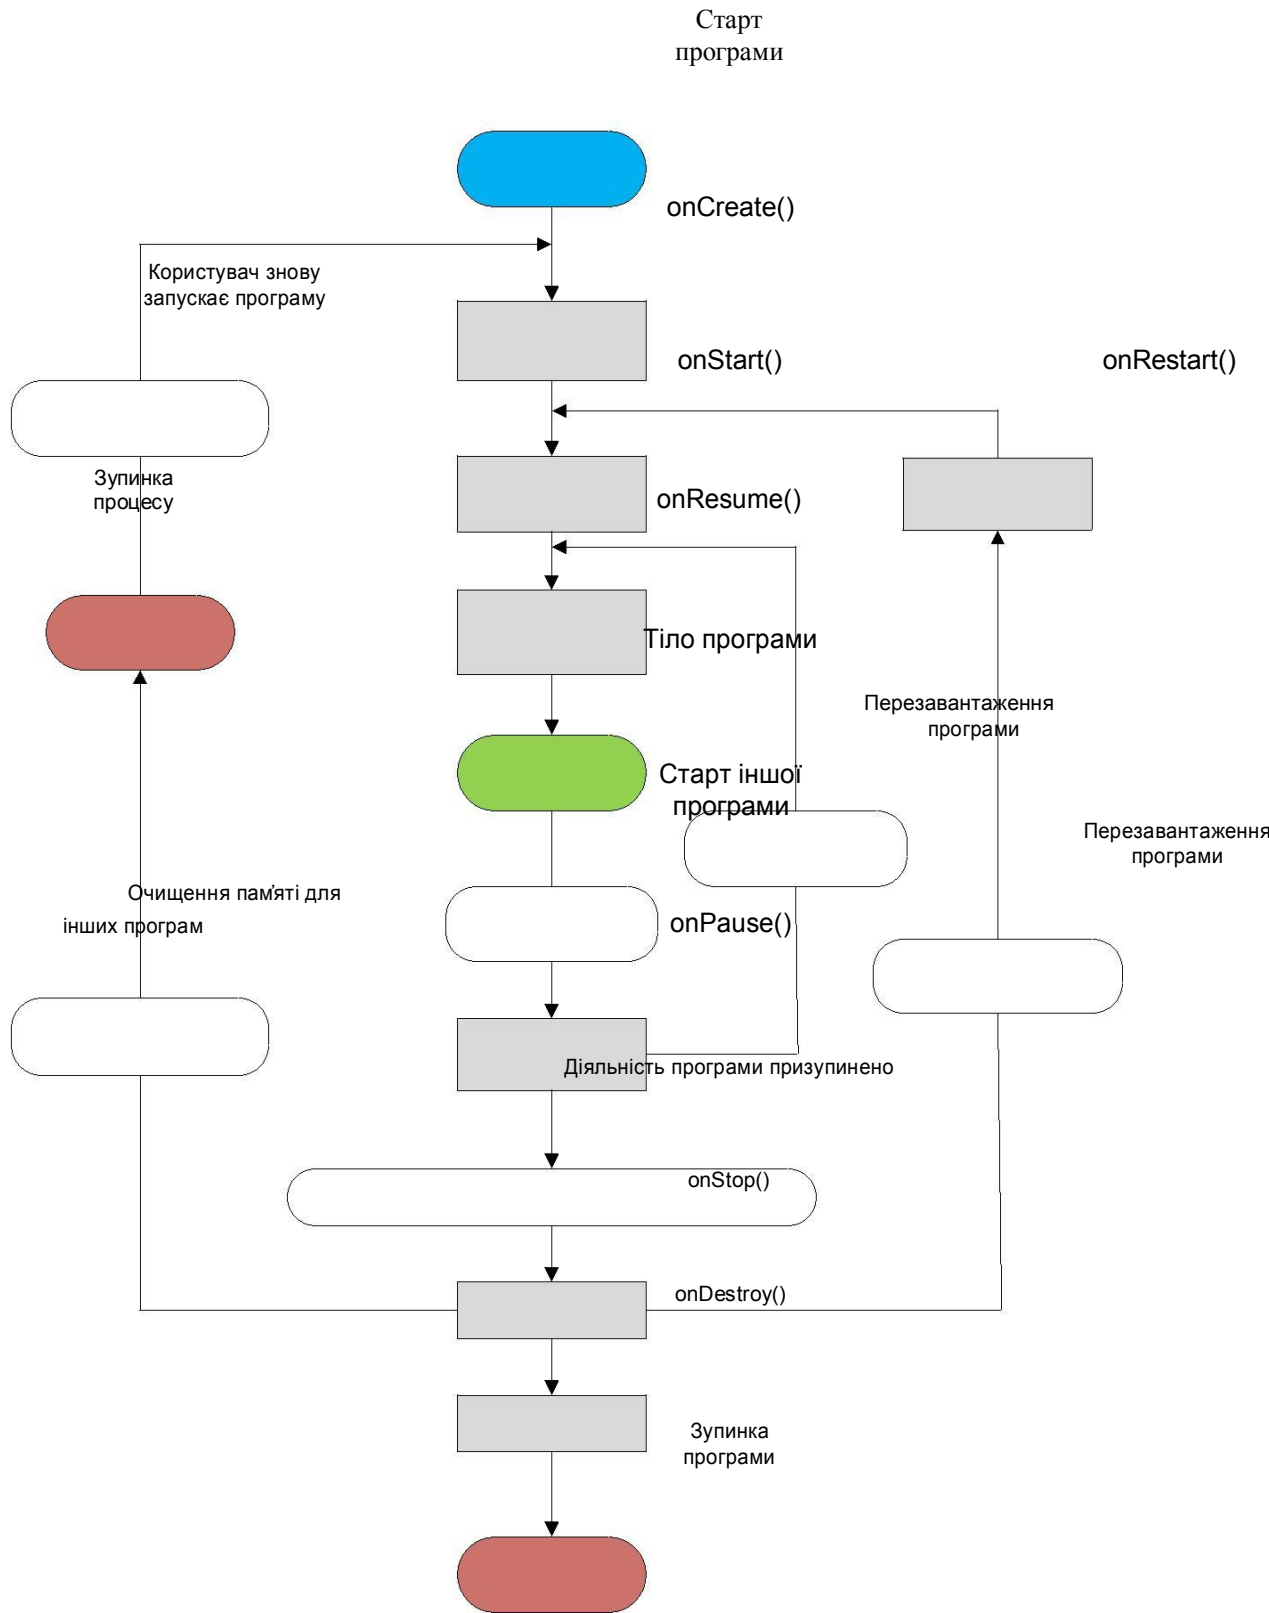 Старт
програми
onCreate()
Користувач знову
запускає програму
onStart()
onRestart()
Зупинка
процесу
onResume()
Тіло програми
Перезавантаження
програми
Старт іншої
програми
Перезавантаження
програми
Очищення пам'яті для
інших програм
onPause()
Діяльність програми призупинено
onStop()
onDestroy()
Зупинка
програми